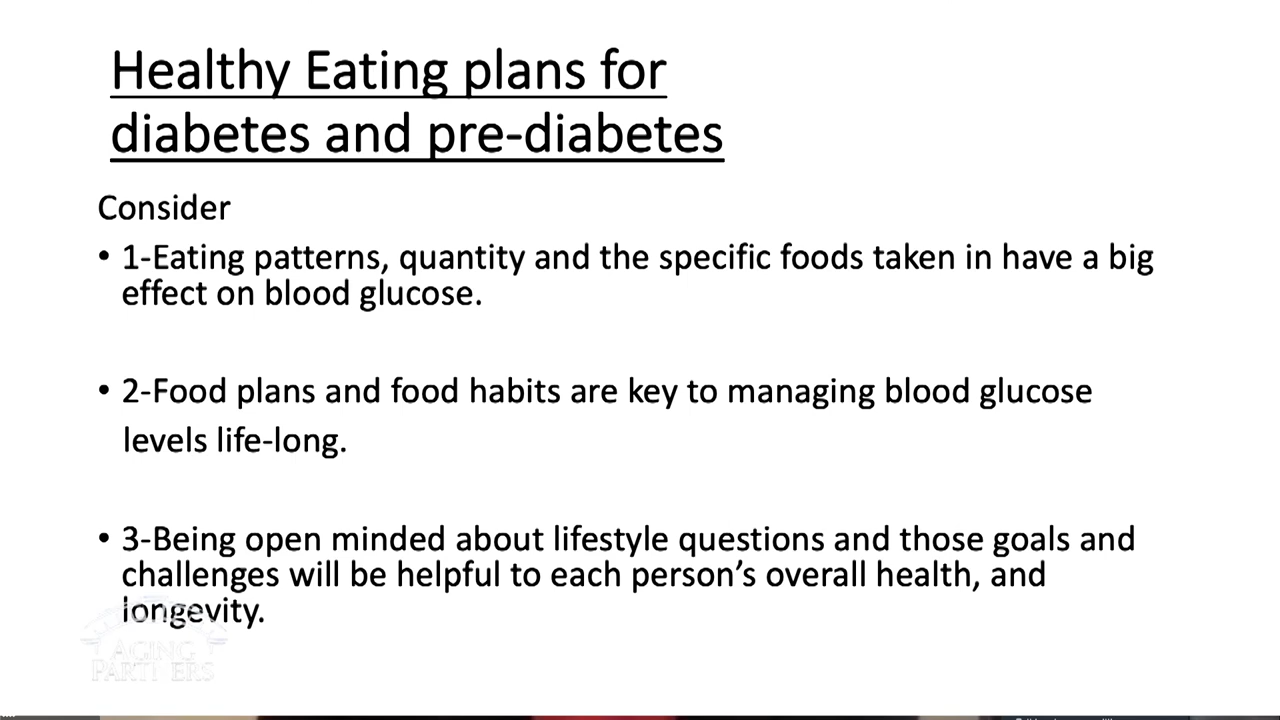 Healthy Eating plans for
diabetes and pre-diabetes
Consider
• 1-Eating patterns, quantity and the specific foods taken in have a big
effect on blood glucose.
• 2-Food plans and food habits are key to managing blood glucose
levels life-long.
• 3-Being open minded about lifestyle questions and those goals and
challenges will be helpful to each person’s overall health, and
longevity.
AGING
PARTNERS